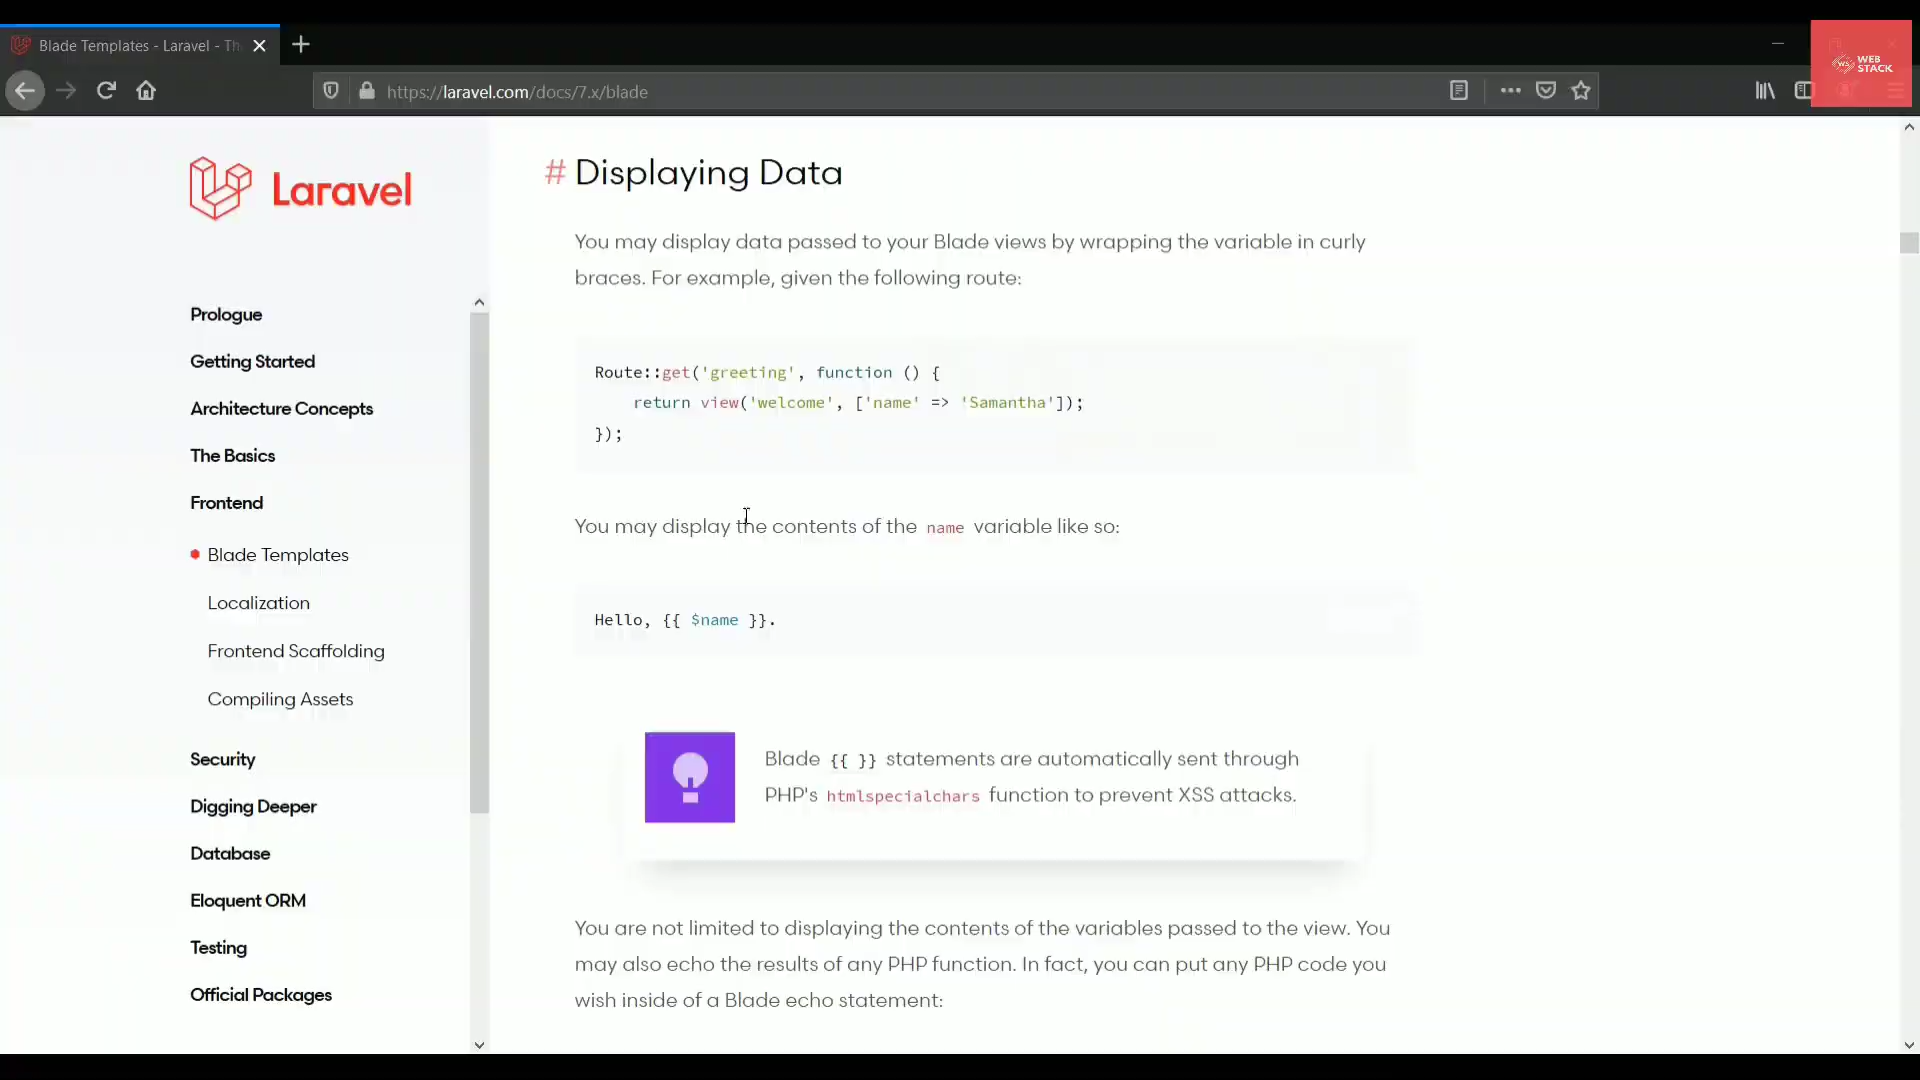 Blade Templates - Laravel - Th
https://laravel.com/docs/7.x/blade
WEB
STACK
Laravel
Prologue
Getting Started
Architecture Concepts
The Basics
Frontend
Blade Templates
Localization
Frontend Scaffolding
Compiling Assets
Security
Digging Deeper
Database
Eloquent ORM
Testing
Official Packages
# Displaying Data
You may display data passed to your Blade views by wrapping the variable in curly
braces. For example, given the following route:
Route::get('greeting', function () {
    return view('welcome', ['name' => 'Samantha']);
});
You may display the contents of the name variable like so:
Hello, {{ $name }}.
Blade {{ }} statements are automatically sent through
PHP's htmlspecialchars function to prevent XSS attacks.
You are not limited to displaying the contents of the variables passed to the view. You
may also echo the results of any PHP function. In fact, you can put any PHP code you
wish inside of a Blade echo statement: